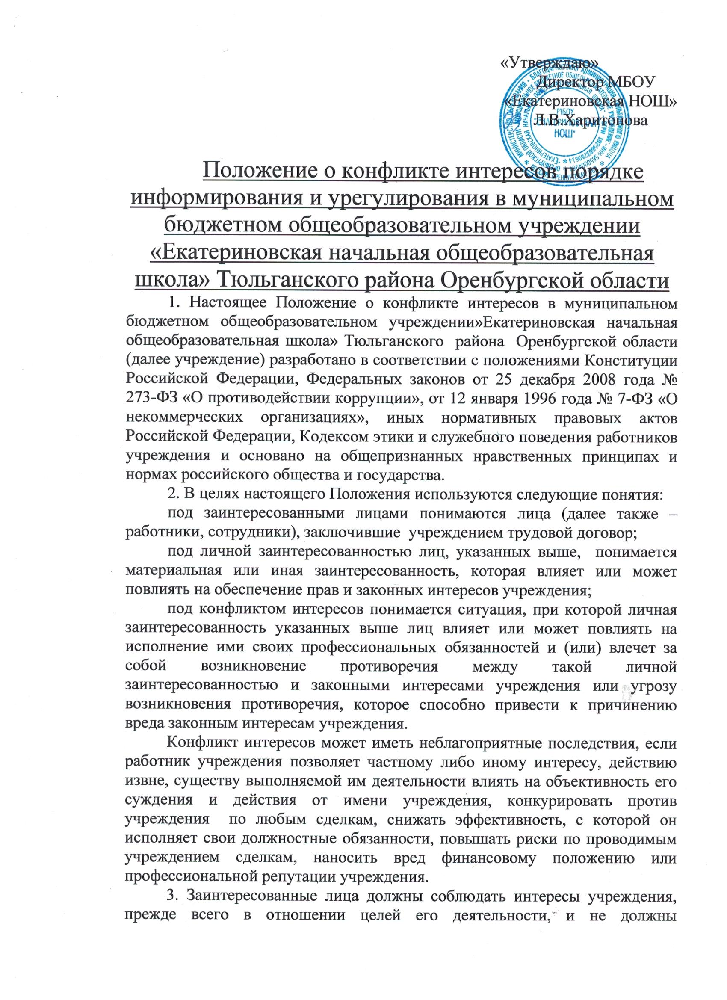 «Утверждаю»
Директор МБОУ
«Екатериновская НОШ»
Л.В.Харитонова
МБОУ
"ЕКАТЕРИНОВСКАЯ
НОШ"
Положение о конфликте интересов порядке
информирования и урегулирования в муниципальном
бюджетном общеобразовательном учреждении
«Екатериновская начальная общеобразовательная
школа» Тюльганского района Оренбургской области
1. Настоящее Положение о конфликте интересов в муниципальном
бюджетном общеобразовательном учреждении»Екатериновская начальная
общеобразовательная школа» Тюльганского района Оренбургской области
(далее учреждение) разработано в соответствии с положениями Конституции
Российской Федерации, Федеральных законов от 25 декабря 2008 года №
273-ФЗ «О противодействии коррупции», от 12 января 1996 года № 7-ФЗ «О
некоммерческих организациях», иных нормативных правовых актов
Российской Федерации, Кодексом этики и служебного поведения работников
учреждения и основано на общепризнанных нравственных принципах и
нормах российского общества и государства.
2. В целях настоящего Положения используются следующие понятия:
под заинтересованными лицами понимаются лица (далее также –
работники, сотрудники), заключившие учреждением трудовой договор;
под личной заинтересованностью лиц, указанных выше, понимается
материальная или иная заинтересованность, которая влияет или может
повлиять на обеспечение прав и законных интересов учреждения;
под конфликтом интересов понимается ситуация, при которой личная
заинтересованность указанных выше лиц влияет или может повлиять на
исполнение ими своих профессиональных обязанностей и (или) влечет за
собой возникновение противоречия между такой личной
заинтересованностью и законными интересами учреждения или угрозу
возникновения противоречия, которое способно привести к причинению
вреда законным интересам учреждения.
Конфликт интересов может иметь неблагоприятные последствия, если
работник учреждения позволяет частному либо иному интересу, действию
извне, существу выполняемой им деятельности влиять на объективность его
суждения и действия от имени учреждения, конкурировать против
учреждения по любым сделкам, снижать эффективность, с которой он
исполняет свои должностные обязанности, повышать риски по проводимым
учреждением сделкам, наносить вред финансовому положению или
профессиональной репутации учреждения.
3. Заинтересованные лица должны соблюдать интересы учреждения,
прежде всего в отношении целей его деятельности, и не должны